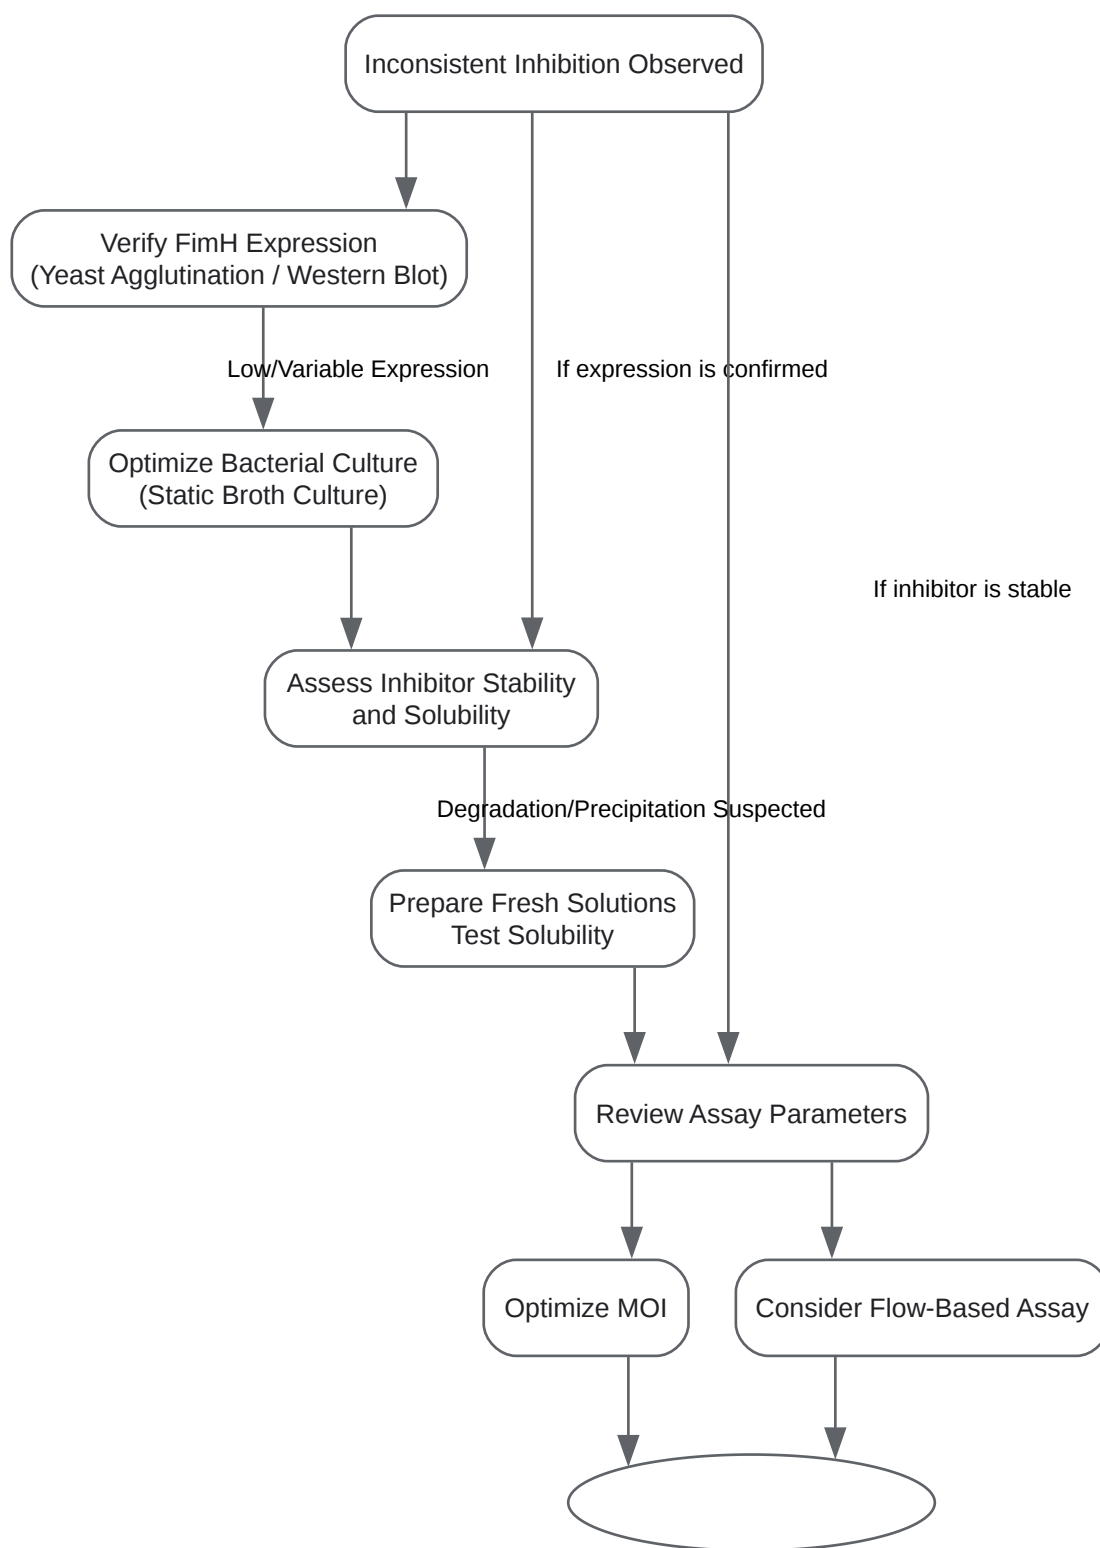 Inconsistent Inhibition Observed
Verify FimH Expression
(Yeast Agglutination / Western Blot)
Low/Variable Expression
If expression is confirmed
Optimize Bacterial Culture
(Static Broth Culture)
If inhibitor is stable
Assess Inhibitor Stability
and Solubility
Degradation/Precipitation Suspected
Prepare Fresh Solutions
Test Solubility
Review Assay Parameters
Optimize MOI
Consider Flow-Based Assay